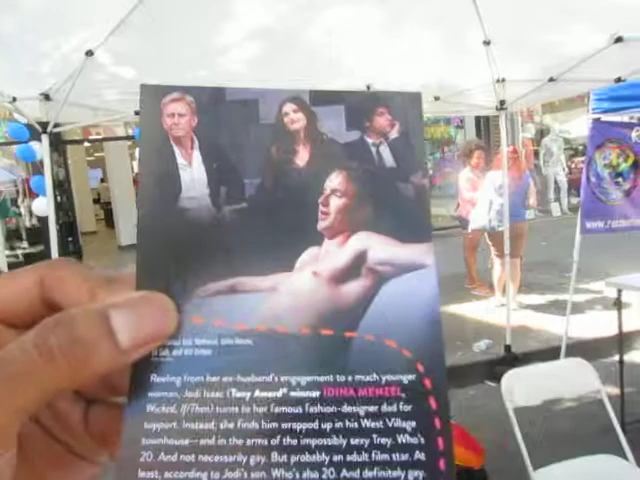 Reeling from her ex-husband's engagement to a much younger
woman, Jodi Isaac (Tony Award® winner IDINA MENZEL,
Wicked, If/Then) turns to her famous fashion-designer dad for
support. Instead, she finds him wrapped up in his West Village
townhouse—and in the arms of the impossibly sexy Trey. Who's
20. And not necessarily gay. But probably an adult film star. At
least, according to Jodi's son. Who's also 20. And definitely gay.